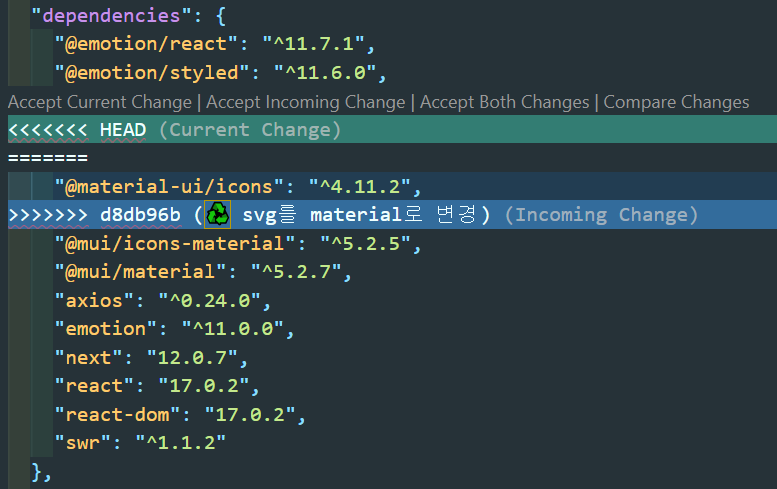 "dependencies": {
"@emotion/react": "^11.7.1",
"@emotion/styled": "^11.6.0",
Accept Current Change | Accept Incoming Change | Accept Both Changes | Compare Changes
<<<<<<< HEAD (Current Change)
=======
"@material-ui/icons": "^4.11.2",
>>>>>>> d8db96b (♻ svg를 material로 변경) (Incoming Change)
"@mui/icons-material": "^5.2.5",
"@mui/material": "^5.2.7",
"axios": "^0.24.0",
"emotion": "^11.0.0",
"next": "12.0.7",
"react": "17.0.2",
"react-dom": "17.0.2",
"swr": "^1.1.2"
},